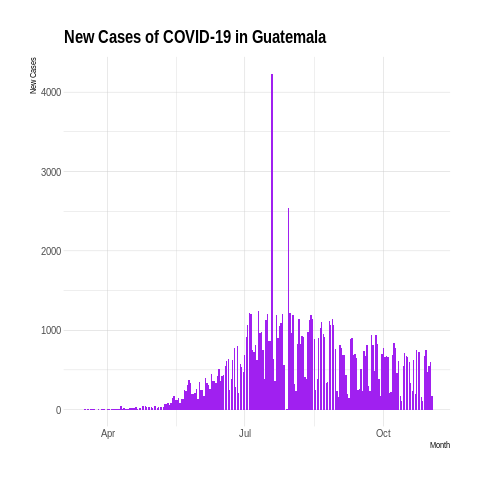 New Cases of COVID-19 in Guatemala
New Cases
4000
3000
2000
1000
0
Apr
Jul
Oct
Month